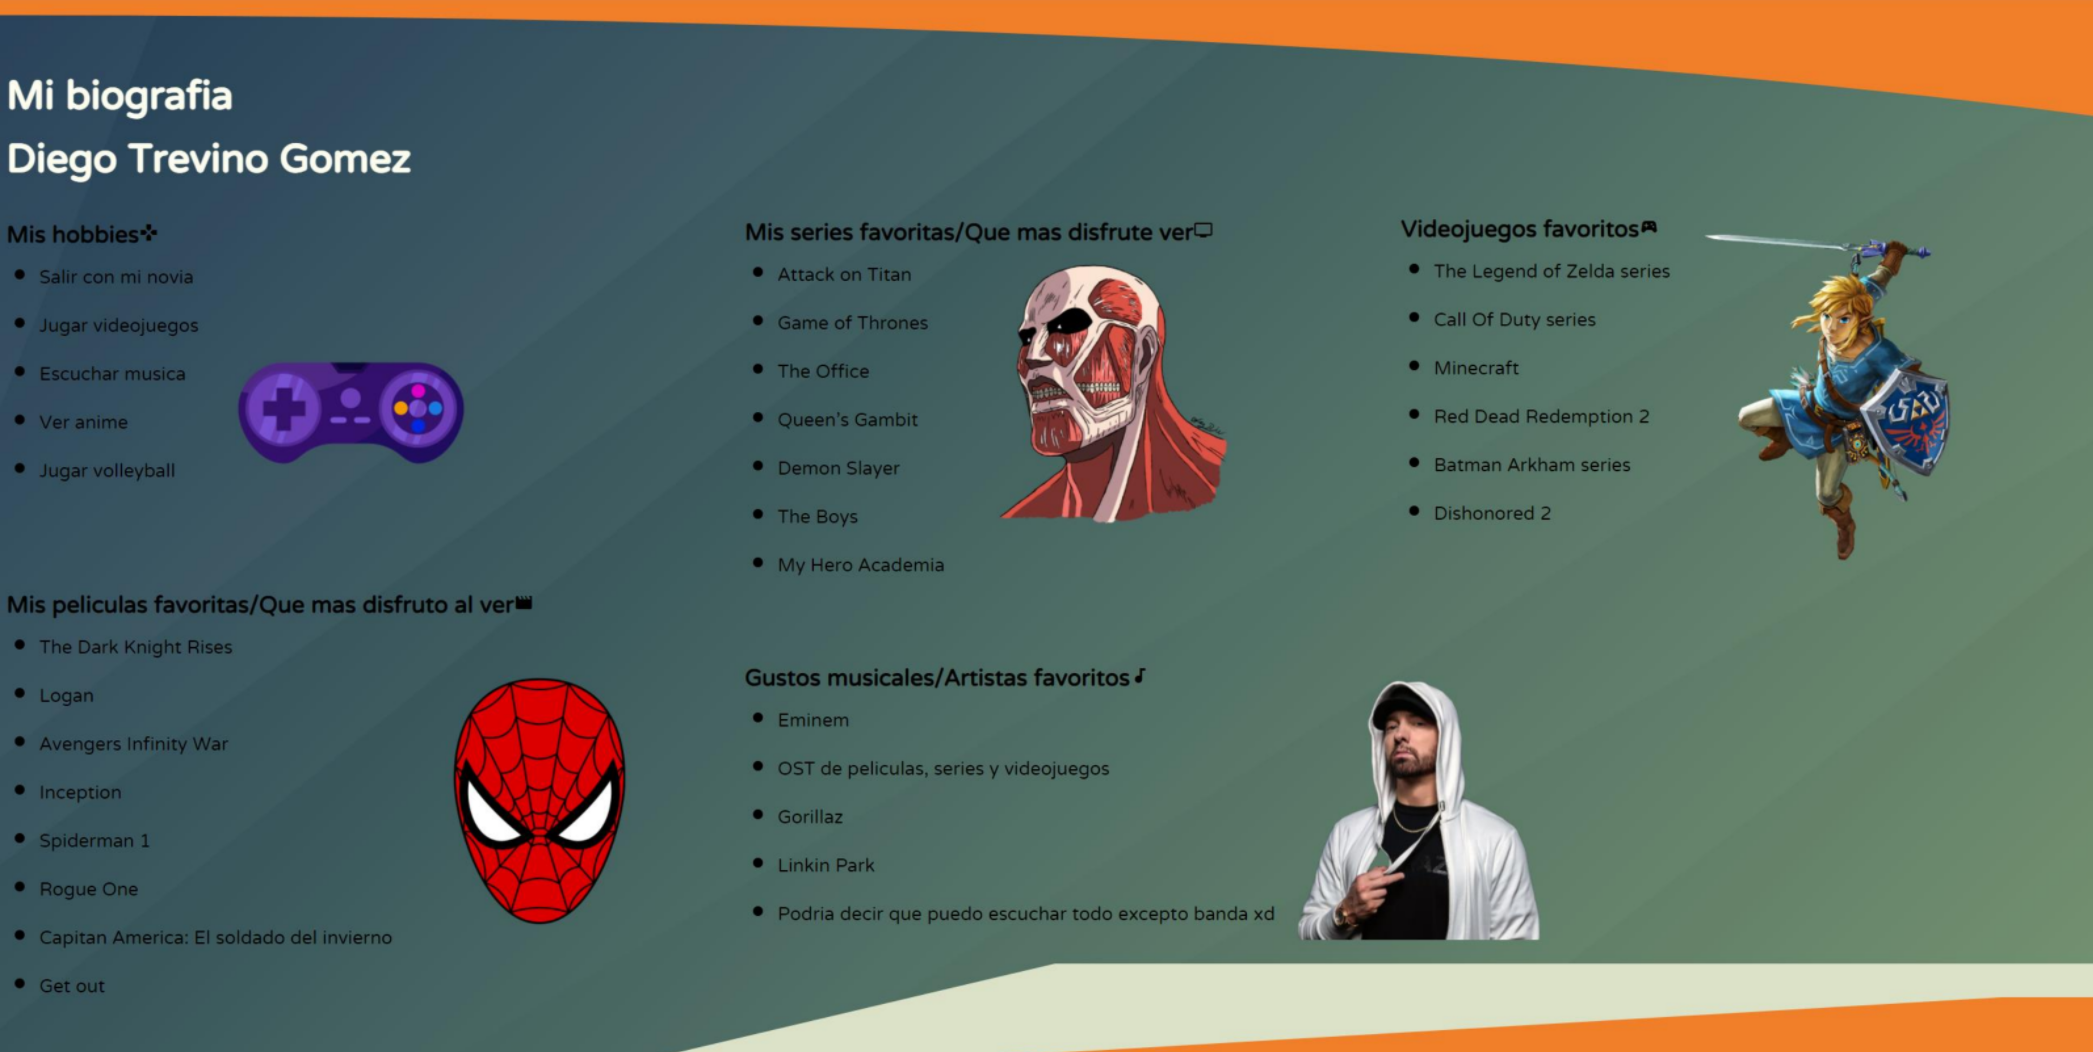 Mi biografia
Diego Trevino Gomez
Mis hobbies
Salir con mi novia
Jugar videojuegos
Escuchar musica
Ver anime
Jugar volleyball
Mis peliculas favoritas/Que mas disfruto al ver
The Dark Knight Rises
Logan
Avengers Infinity War
Inception
Spiderman 1
Rogue One
Capitan America: El soldado del invierno
Get out
Mis series favoritas/Que mas disfrute ver
Attack on Titan
Game of Thrones
The Office
Queen's Gambit
Demon Slayer
The Boys
My Hero Academia
Gustos musicales/Artistas favoritos
Eminem
OST de peliculas, series y videojuegos
Gorillaz
Linkin Park
Podria decir que puedo escuchar todo excepto banda xd
Videojuegos favoritos
The Legend of Zelda series
Call Of Duty series
Minecraft
Red Dead Redemption 2
Batman Arkham series
Dishonored 2